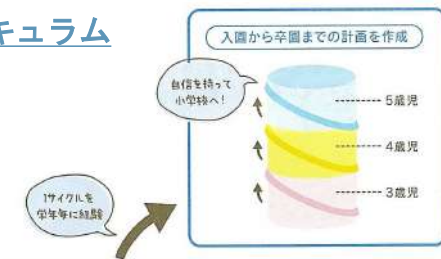 キュラム
入園から卒園までの計画を作成
自信を持って
小学校へ!
5歳児
4歳児
3歳児
1サイクルを
学年毎に経験